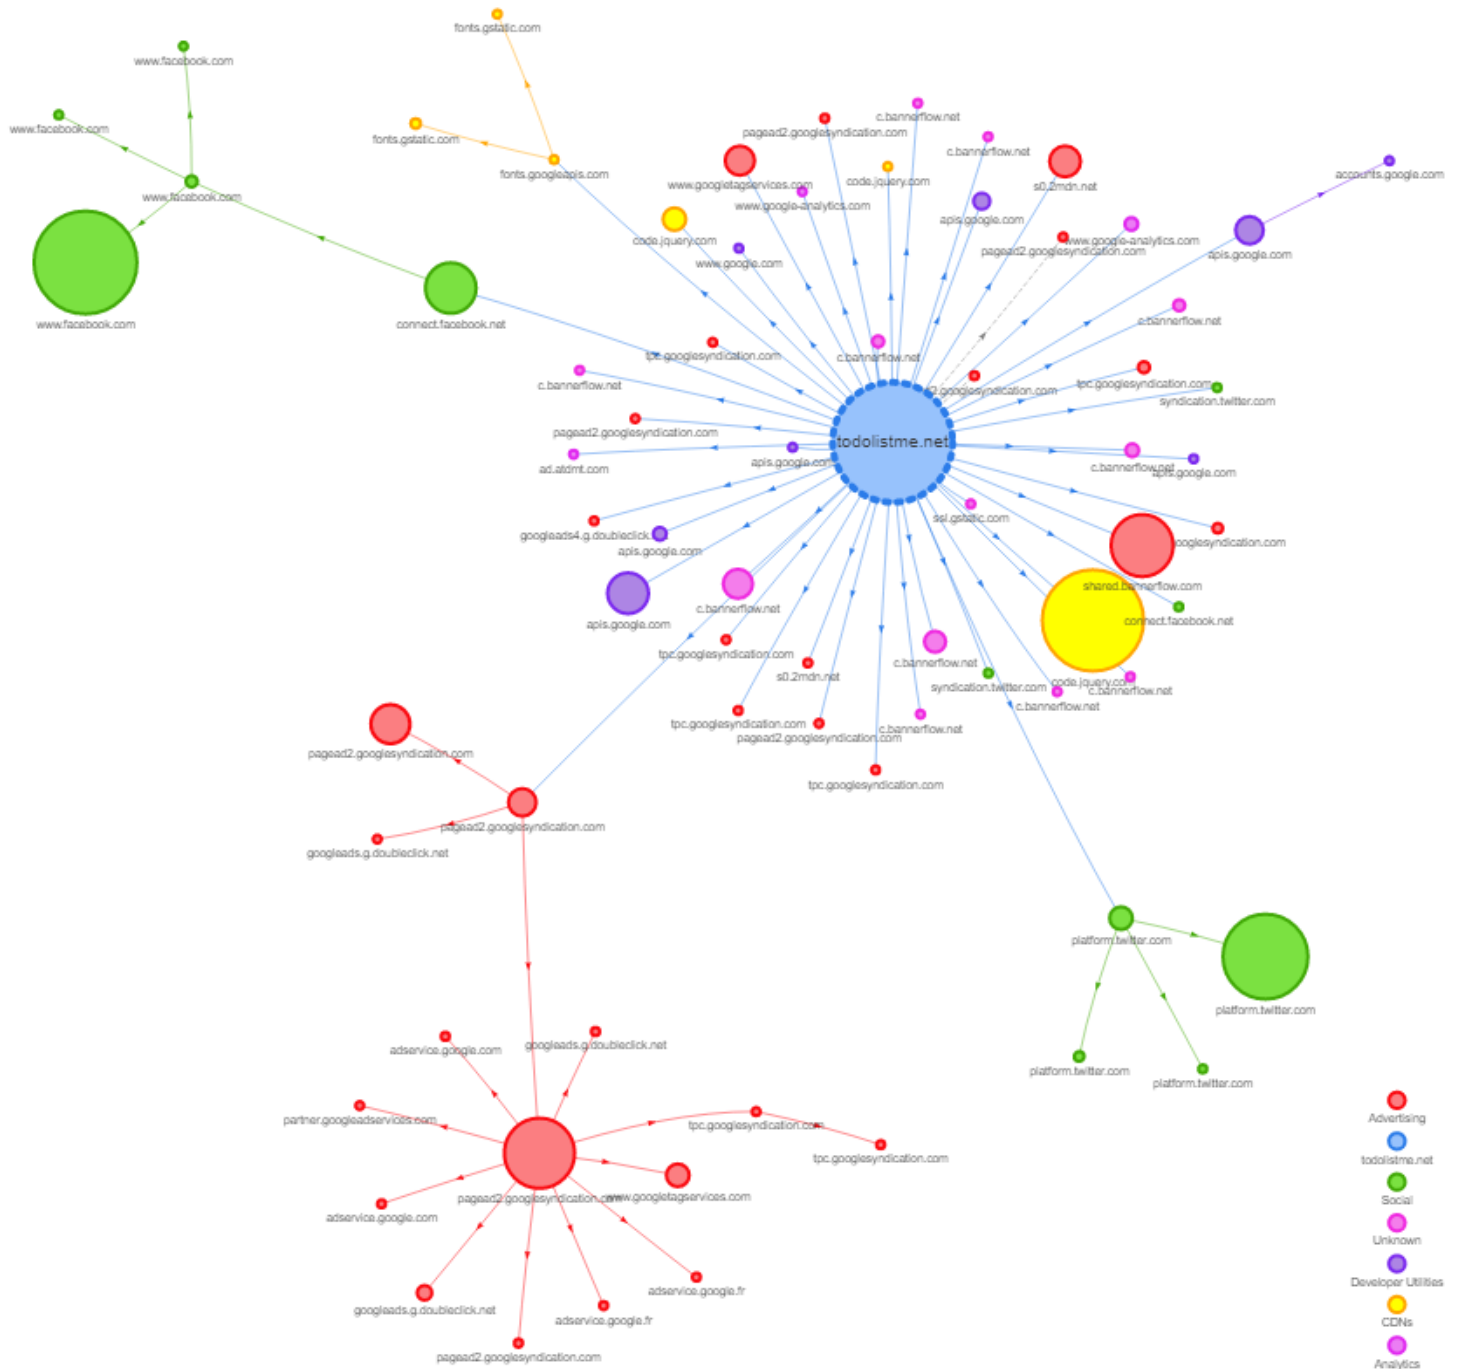 fonts.gstatic.com
www.facebook.com
c.bannerflow.net
www.facebook.com
pagead2.googlesyndication.com
fonts.gstatic.com
c.bannerflow.net
fonts.googleapis.com
www.googletagservices.com
code.jquery.com
s0.2mdn.net
accounts.google.com
www.facebook.com
www.google-analytics.com
apis.google.com
code.jquery.com
www.google-analytics.com
www.google.com
pagead2.googlesyndication.com
apis.google.com
www.facebook.com
connect.facebook.net
c.bannerflow.net
tpc.googlesyndication.com
c.bannerflow.net
c.bannerflow.net
2.googlesyndication.com
tpc.googlesyndication.com
syndication.twitter.com
pagead2.googlesyndication.com
todolistme.net
ad.atdmt.com
apis.google.com
c.bannerflow.net
apis.google.com
ssl.gstatic.com
googleads4.g.doubleclick.
apis.google.com
ooglesyndication.com
shared.bannerflow.com
apis.google.com
c.bannerflow.net
connect.facebook.net
tpc.googlesyndication.com
c.bannerflow.net
s0.2mdn.net
syndication.twitter.com
code.jquery.co
c.bannerflow.net
c.bannerflow.net
tpc.googlesyndication.com
pagead2.googlesyndication.com
c.bannerflow.net
pagead2.googlesyndication.com
tpc.googlesyndication.com
pagead2.googlesyndication.com
googleads.g.doubleclick.net
platform.twitter.com
platform.twitter.com
adservice.google.com
googleads.g.doubleclick.net
platform.twitter.com
platform.twitter.com
partner.googleadservices.com
tpc.googlesyndication.com
tpc.googlesyndication.com
pagead2.googlesyndication.com
www.googletagservices.com
adservice.google.com
adservice.google.fr
googleads.g.doubleclick.net
adservice.google.fr
pagead2.googlesyndication.com
Advertising
todolistme.net
Social
Unknown
Developer Utilities
CDNs
Analytics